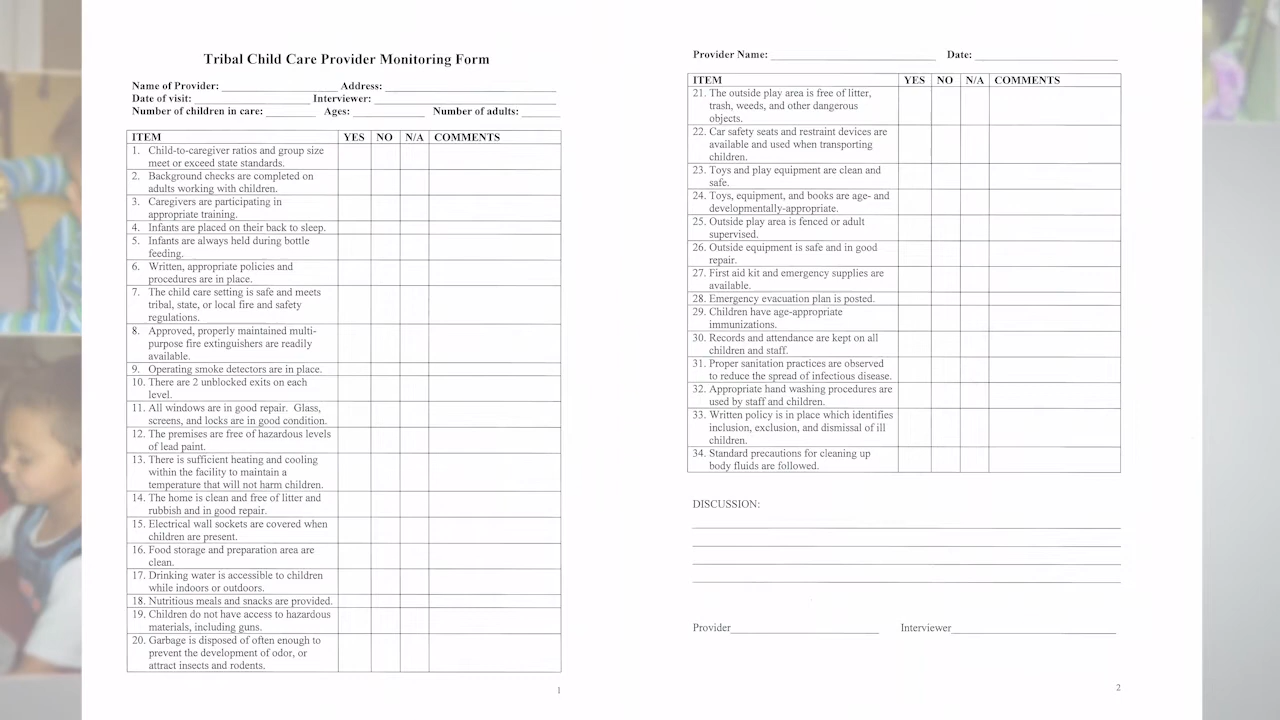 Tribal Child Care Provider Monitoring Form
Name of Provider: ____________________ Address: ____________________
Date of visit: ____________________ Interviewer: ____________________
Number of children in care: _________ Ages: ____________ Number of adults: _______
ITEM YES NO N/A COMMENTS
1. Child-to-caregiver ratios and group size
meet or exceed state standards.
2. Background checks are completed on
adults working with children.
3. Caregivers are participating in
appropriate training.
4. Infants are placed on their back to sleep.
5. Infants are always held during bottle
feeding.
6. Written, appropriate policies and
procedures are in place.
7. The child care setting is safe and meets
tribal, state, or local fire and safety
regulations.
8. Approved, properly maintained multi-
purpose fire extinguishers are readily
available.
9. Operating smoke detectors are in place.
10. There are 2 unblocked exits on each
level.
11. All windows are in good repair. Glass,
screens, and locks are in good condition.
12. The premises are free of hazardous levels
of lead paint.
13. There is sufficient heating and cooling
within the facility to maintain a
temperature that will not harm children.
14. The home is clean and free of litter and
rubbish and in good repair.
15. Electrical wall sockets are covered when
children are present.
16. Food storage and preparation area are
clean.
17. Drinking water is accessible to children
while indoors or outdoors.
18. Nutritious meals and snacks are provided.
19. Children do not have access to hazardous
materials, including guns.
20. Garbage is disposed of often enough to
prevent the development of odor, or
attract insects and rodents.
1
Provider Name: ____________________ Date: ____________________
ITEM YES NO N/A COMMENTS
21. The outside play area is free of litter,
trash, weeds, and other dangerous
objects.
22. Car safety seats and restraint devices are
available and used when transporting
children.
23. Toys and play equipment are clean and
safe.
24. Toys, equipment, and books are age- and
developmentally-appropriate.
25. Outside play area is fenced or adult
supervised.
26. Outside equipment is safe and in good
repair.
27. First aid kit and emergency supplies are
available.
28. Emergency evacuation plan is posted.
29. Children have age-appropriate
immunizations.
30. Records and attendance are kept on all
children and staff.
31. Proper sanitation practices are observed
to reduce the spread of infectious disease.
32. Appropriate hand washing procedures are
used by staff and children.
33. Written policy is in place which identifies
inclusion, exclusion, and dismissal of ill
children.
34. Standard precautions for cleaning up
body fluids are followed.
DISCUSSION:
Provider____________________ Interviewer____________________
2